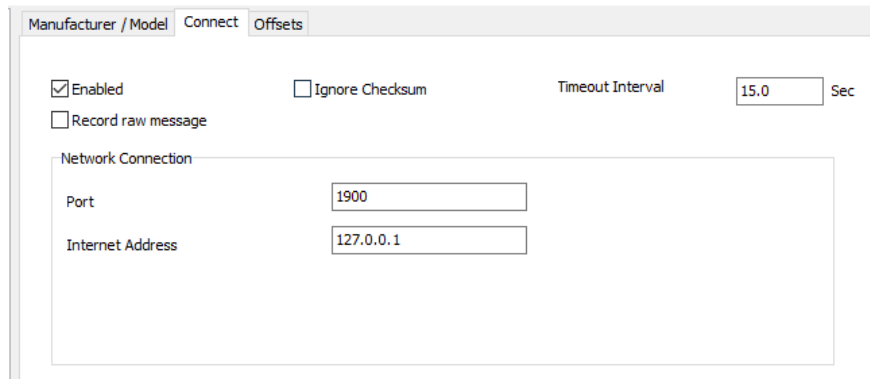 Manufacturer / Model Connect Offsets
Enabled Ignore Checksum Timeout Interval 15.0 Sec
Record raw message
Network Connection
Port 1900
Internet Address 127.0.0.1